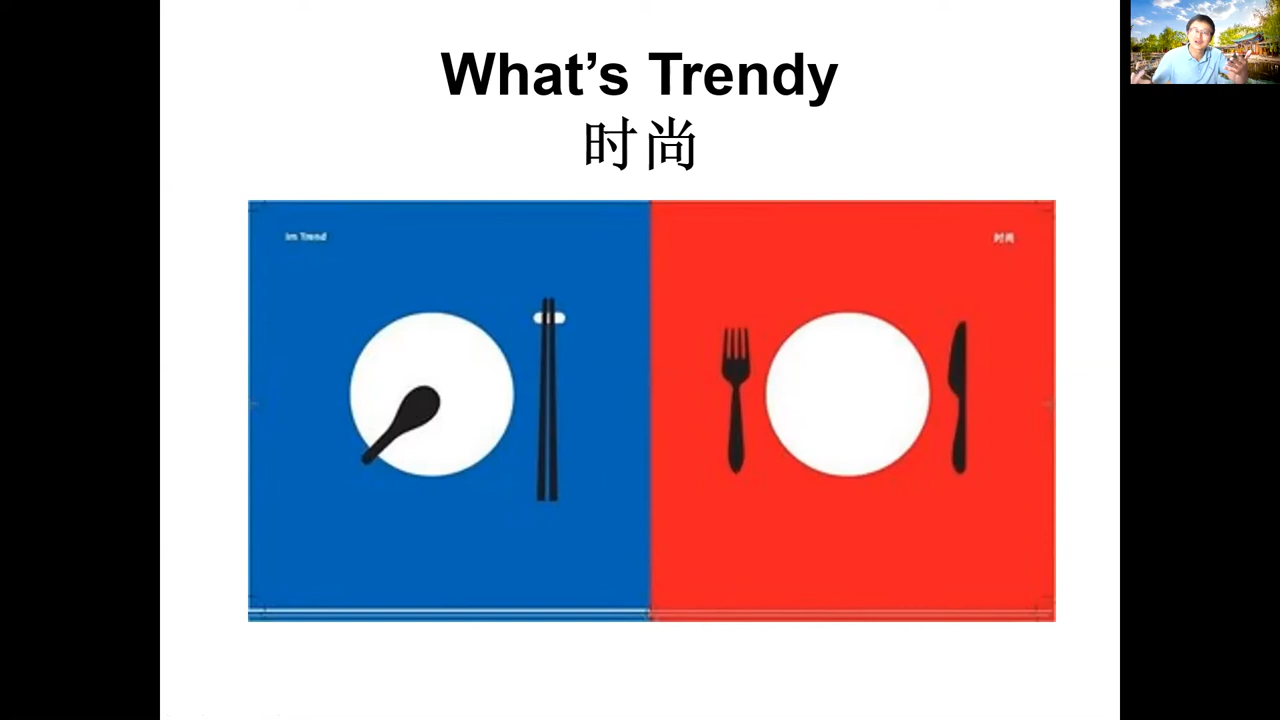 What’s Trendy
时尚
Im Trend
时尚